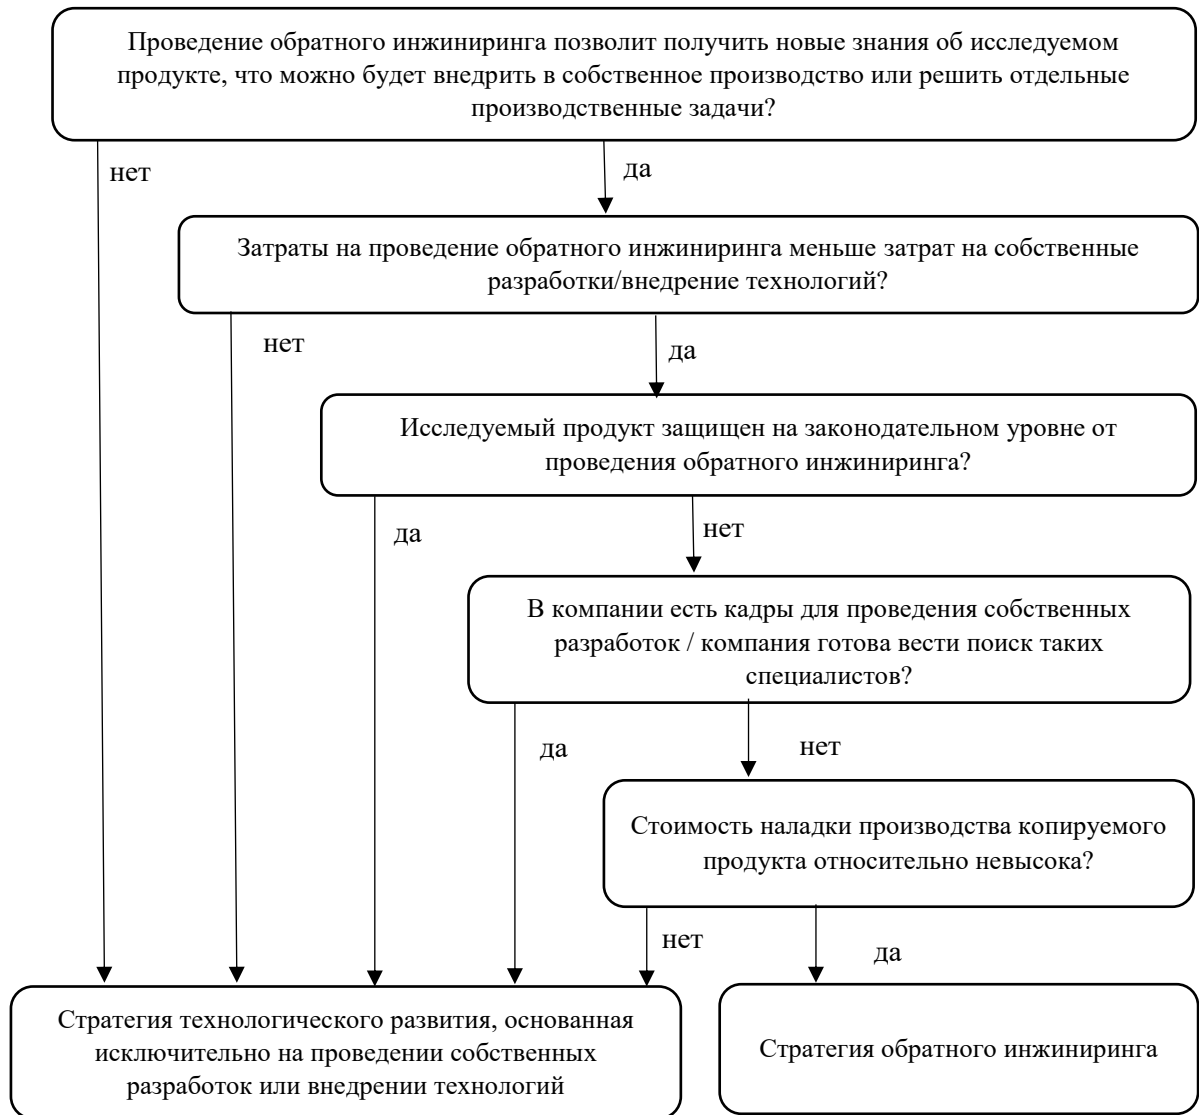 Проведение обратного инжиниринга позволит получить новые знания об исследуемом
продукте, что можно будет внедрить в собственное производство или решить отдельные
производственные задачи?
нет
да
Затраты на проведение обратного инжиниринга меньше затрат на собственные
разработки/внедрение технологий?
нет
да
Исследуемый продукт защищен на законодательном уровне от
проведения обратного инжиниринга?
да
нет
В компании есть кадры для проведения собственных
разработок / компания готова вести поиск таких
специалистов?
да
нет
Стоимость наладки производства копируемого
продукта относительно невысока?
нет
да
Стратегия технологического развития, основанная
исключительно на проведении собственных
разработок или внедрении технологий
Стратегия обратного инжиниринга